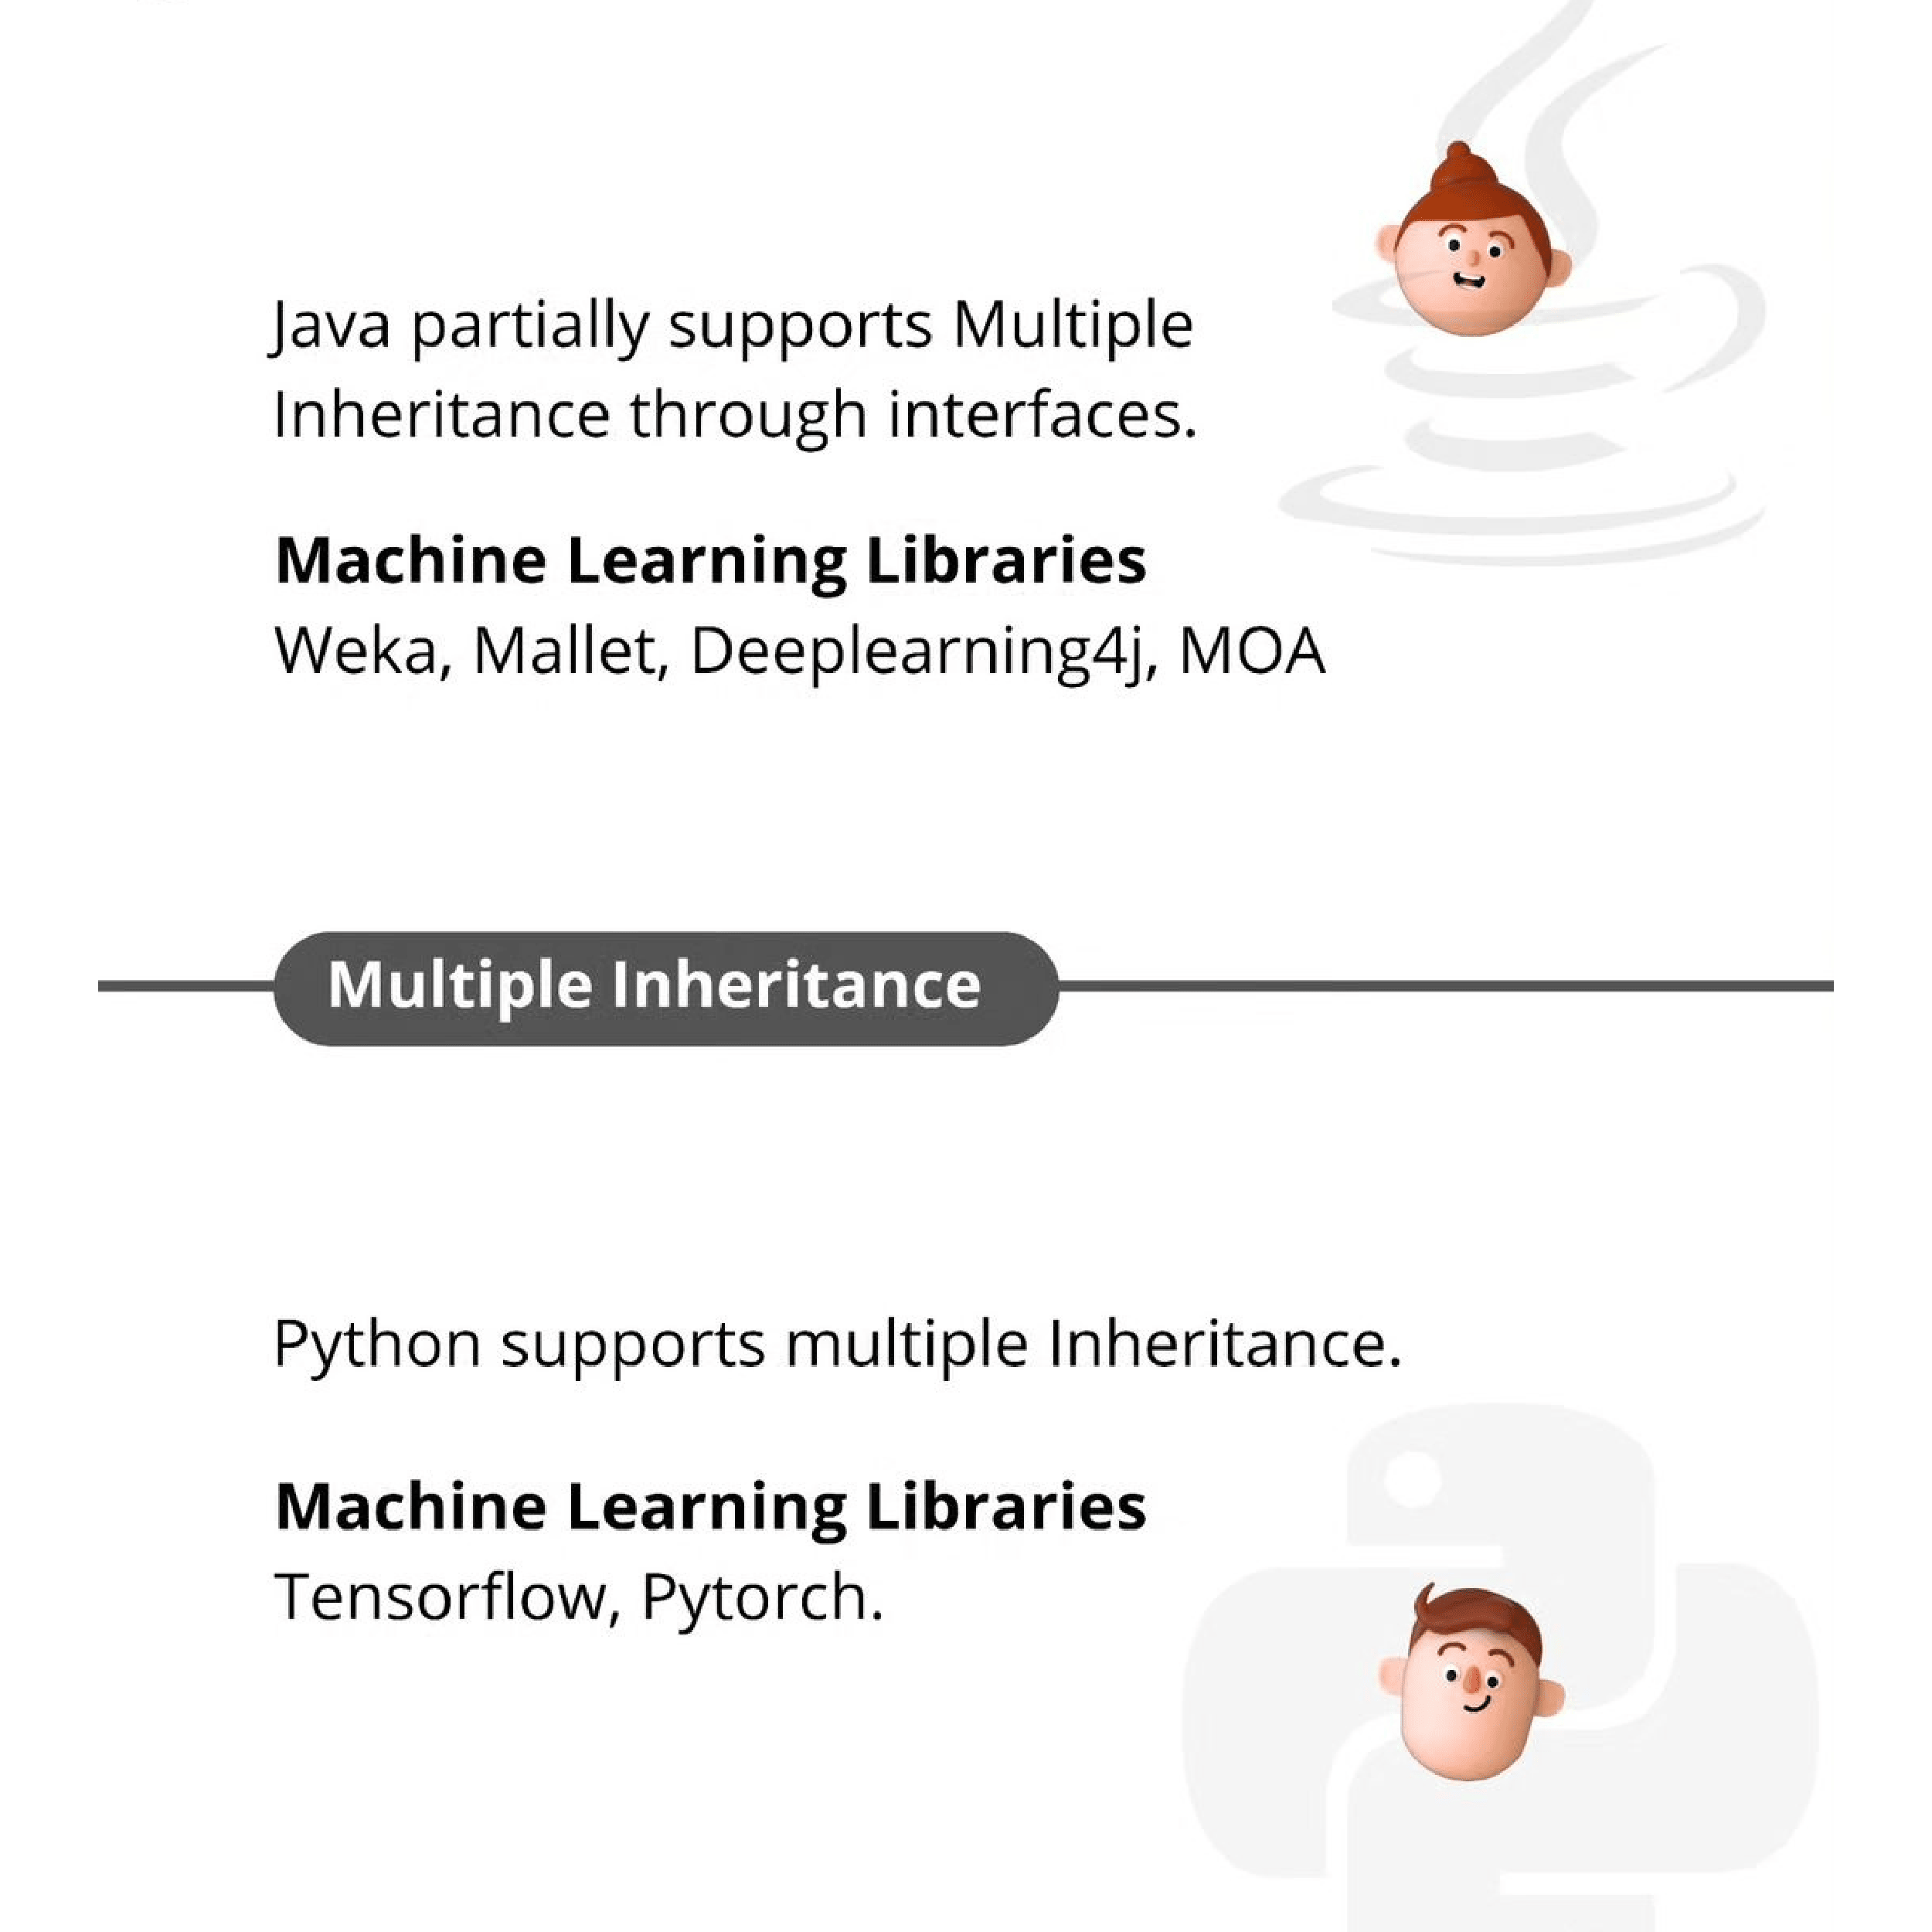 Java partially supports Multiple
Inheritance through interfaces.
Machine Learning Libraries
Weka, Mallet, Deeplearning4j, MOA
Multiple Inheritance
Python supports multiple Inheritance.
Machine Learning Libraries
Tensorflow, Pytorch.